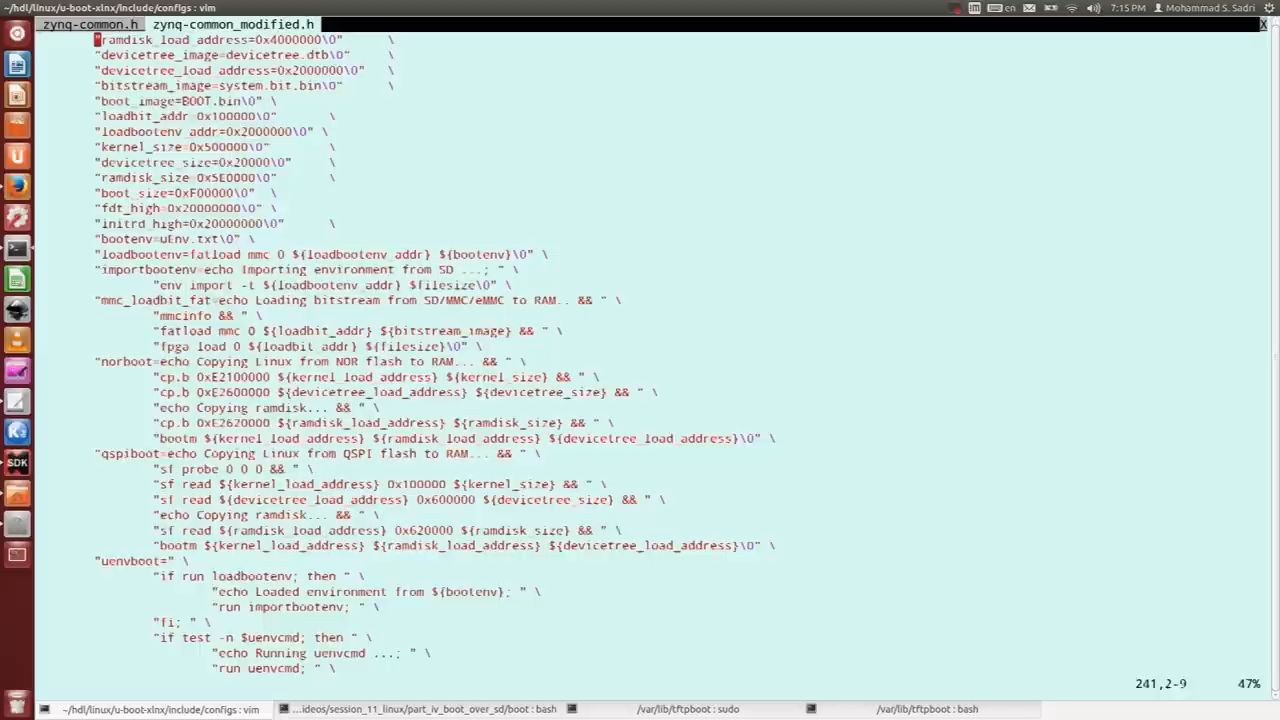 ~/hdl/linux/u-boot-xlnx/include/configs : vim
en
7:15 PM
Mohammad S. Sadri
zynq-common.h zynq-common_modified.h X
"ramdisk_load_address=0x4000000\0" \
"devicetree_image=devicetree.dtb\0" \
"devicetree_load_address=0x2000000\0" \
"bitstream_image=system.bit.bin\0" \
"boot_image=BOOT.bin\0" \
"loadbit_addr=0x100000\0" \
"loadbootenv_addr=0x2000000\0" \
"kernel_size=0x500000\0" \
"devicetree_size=0x20000\0" \
"ramdisk_size=0x5E0000\0" \
"boot_size=0xF00000\0" \
"fdt_high=0x20000000\0" \
"initrd_high=0x20000000\0" \
"bootenv=uEnv.txt\0" \
"loadbootenv=fatload mmc 0 ${loadbootenv_addr} ${bootenv}\0" \
"importbootenv=echo Importing environment from SD ...; " \
"env import -t ${loadbootenv_addr} $filesize\0" \
"mmc_loadbit_fat=echo Loading bitstream from SD/MMC/eMMC to RAM.. && " \
"mmcinfo && " \
"fatload mmc 0 ${loadbit_addr} ${bitstream_image} && " \
"fpga load 0 ${loadbit_addr} ${filesize}\0" \
"norboot=echo Copying Linux from NOR flash to RAM... && " \
"cp.b 0xE2100000 ${kernel_load_address} ${kernel_size} && " \
"cp.b 0xE2600000 ${devicetree_load_address} ${devicetree_size} && " \
"echo Copying ramdisk... && " \
"cp.b 0xE2620000 ${ramdisk_load_address} ${ramdisk_size} && " \
"bootm ${kernel_load_address} ${ramdisk_load_address} ${devicetree_load_address}\0" \
"qspiboot=echo Copying Linux from QSPI flash to RAM... && " \
"sf probe 0 0 0 && " \
"sf read ${kernel_load_address} 0x100000 ${kernel_size} && " \
"sf read ${devicetree_load_address} 0x600000 ${devicetree_size} && " \
"echo Copying ramdisk... && " \
"sf read ${ramdisk_load_address} 0x620000 ${ramdisk_size} && " \
"bootm ${kernel_load_address} ${ramdisk_load_address} ${devicetree_load_address}\0" \
"uenvboot=" \
"if run loadbootenv; then " \
"echo Loaded environment from ${bootenv}; " \
"run importbootenv; " \
"fi; " \
"if test -n $uenvcmd; then " \
"echo Running uenvcmd ...; " \
"run uenvcmd; " \
241,2-9 47%
SDK
~/hdl/linux/u-boot-xlnx/include/configs : vim
...ideos/session_11_linux/part_iv_boot_over_sd/boot : bash
/var/lib/tftpboot : sudo
/var/lib/tftpboot : bash